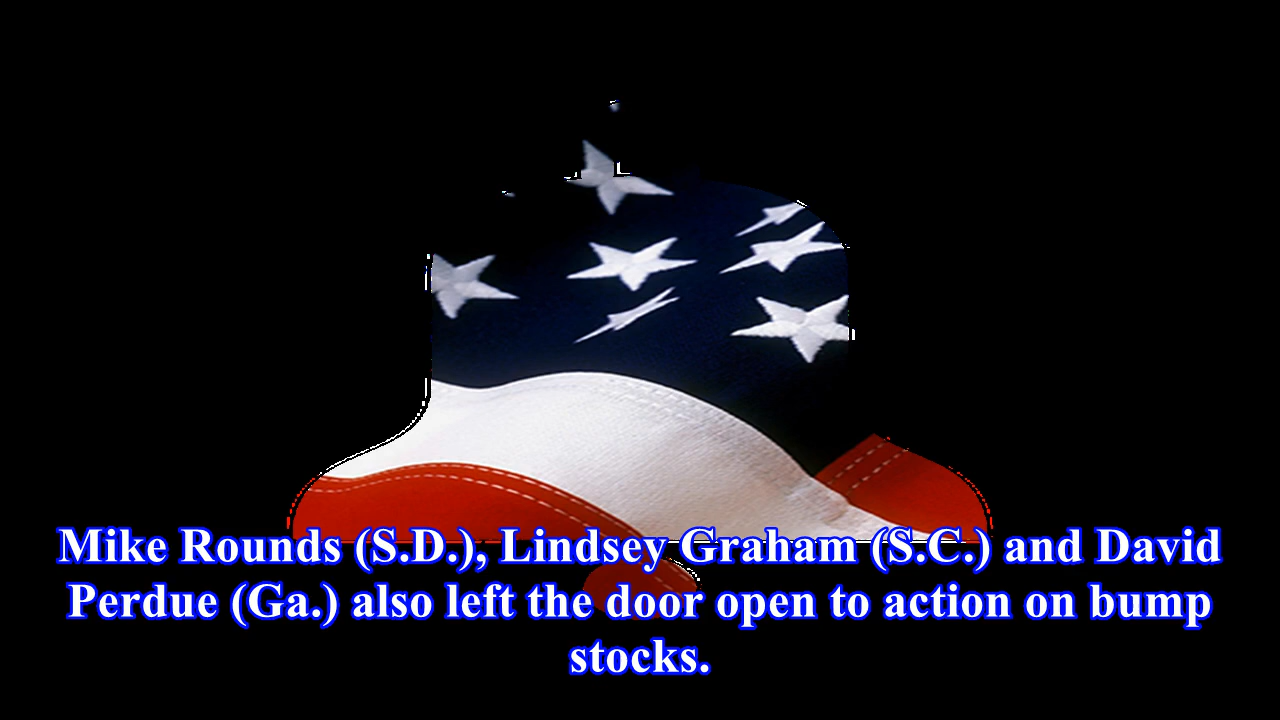 Mike Rounds (S.D.), Lindsey Graham (S.C.) and David
Perdue (Ga.) also left the door open to action on bump
stocks.